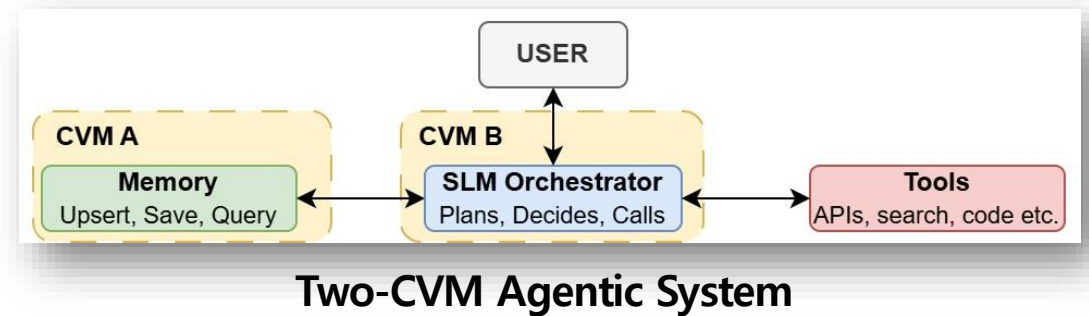 USER
CVM A
CVM B
Memory
Upsert, Save, Query
SLM Orchestrator
Plans, Decides, Calls
Tools
APIs, search, code etc.
Two-CVM Agentic System